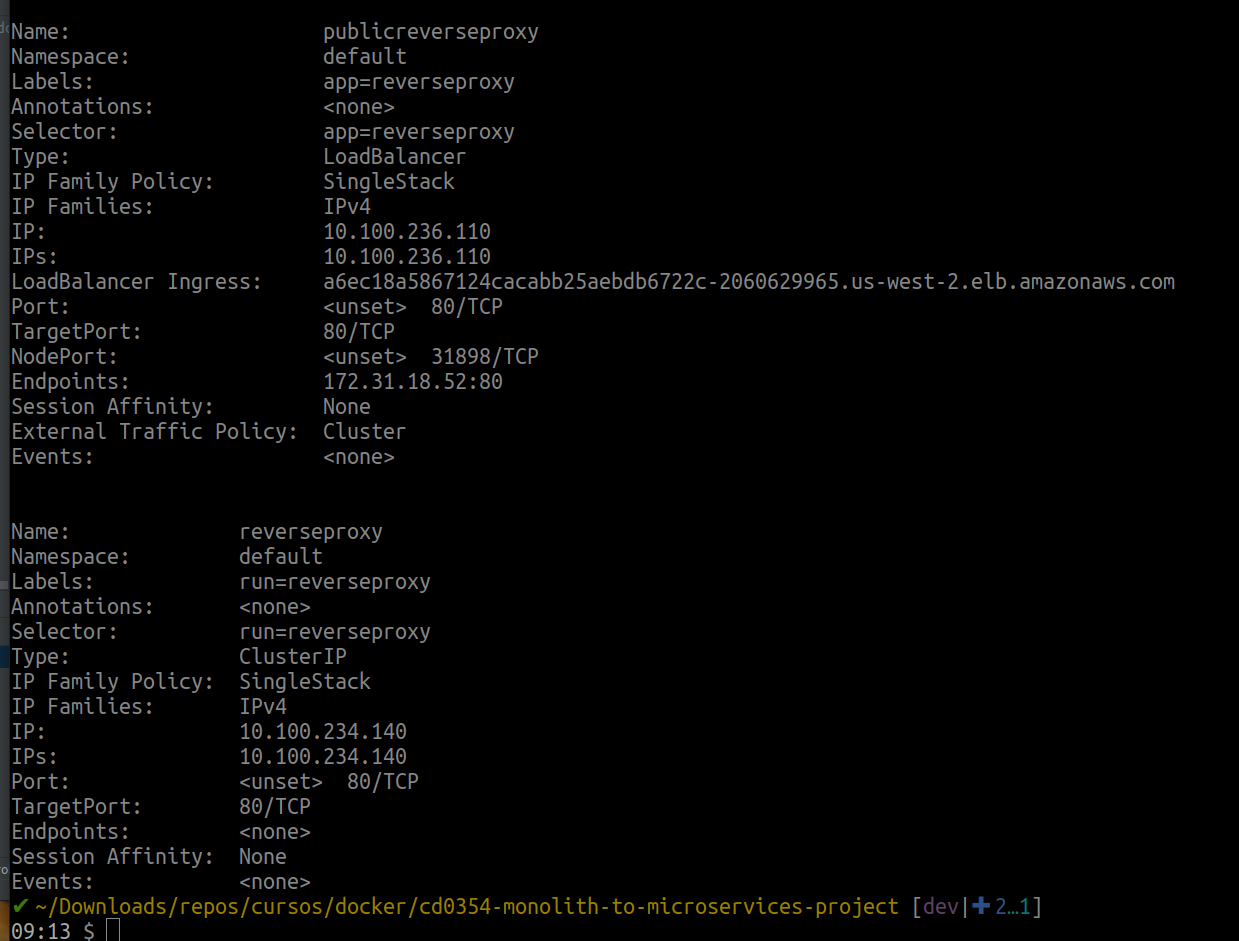 Name:                     publicreverseproxy
Namespace:                default
Labels:                   app=reverseproxy
Annotations:              <none>
Selector:                 app=reverseproxy
Type:                     LoadBalancer
IP Family Policy:         SingleStack
IP Families:              IPv4
IP:                       10.100.236.110
IPs:                      10.100.236.110
LoadBalancer Ingress:     a6ec18a5867124cacabb25aebdb6722c-2060629965.us-west-2.elb.amazonaws.com
Port:                     <unset>  80/TCP
TargetPort:               80/TCP
NodePort:                 <unset>  31898/TCP
Endpoints:                172.31.18.52:80
Session Affinity:         None
External Traffic Policy:  Cluster
Events:                   <none>
Name:              reverseproxy
Namespace:         default
Labels:            run=reverseproxy
Annotations:       <none>
Selector:          run=reverseproxy
Type:              ClusterIP
IP Family Policy:  SingleStack
IP Families:       IPv4
IP:                10.100.234.140
IPs:               10.100.234.140
Port:              <unset>  80/TCP
TargetPort:        80/TCP
Endpoints:         <none>
Session Affinity:  None
Events:            <none>
✔ ~/Downloads/repos/cursos/docker/cd0354-monolith-to-microservices-project [dev|✚ 2…1]
09:13 $